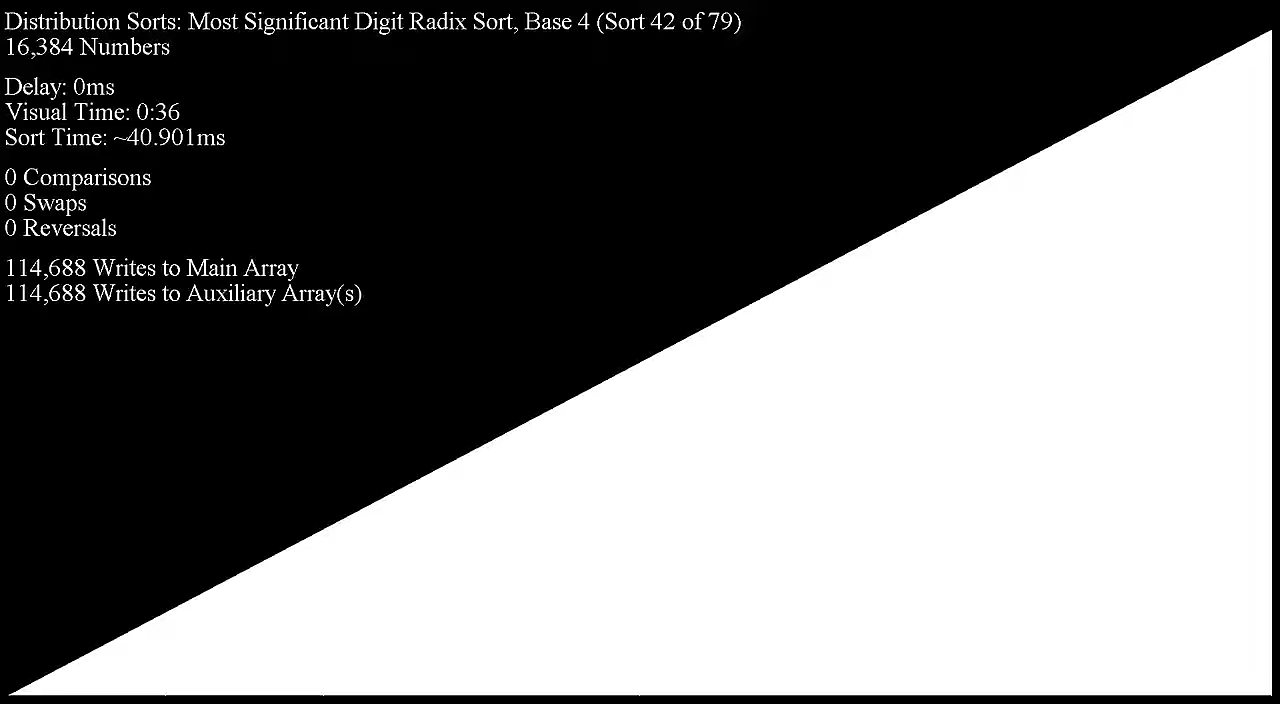 Distribution Sorts: Most Significant Digit Radix Sort, Base 4 (Sort 42 of 79)
16,384 Numbers
Delay: 0ms
Visual Time: 0:36
Sort Time: ~40.901ms
0 Comparisons
0 Swaps
0 Reversals
114,688 Writes to Main Array
114,688 Writes to Auxiliary Array(s)